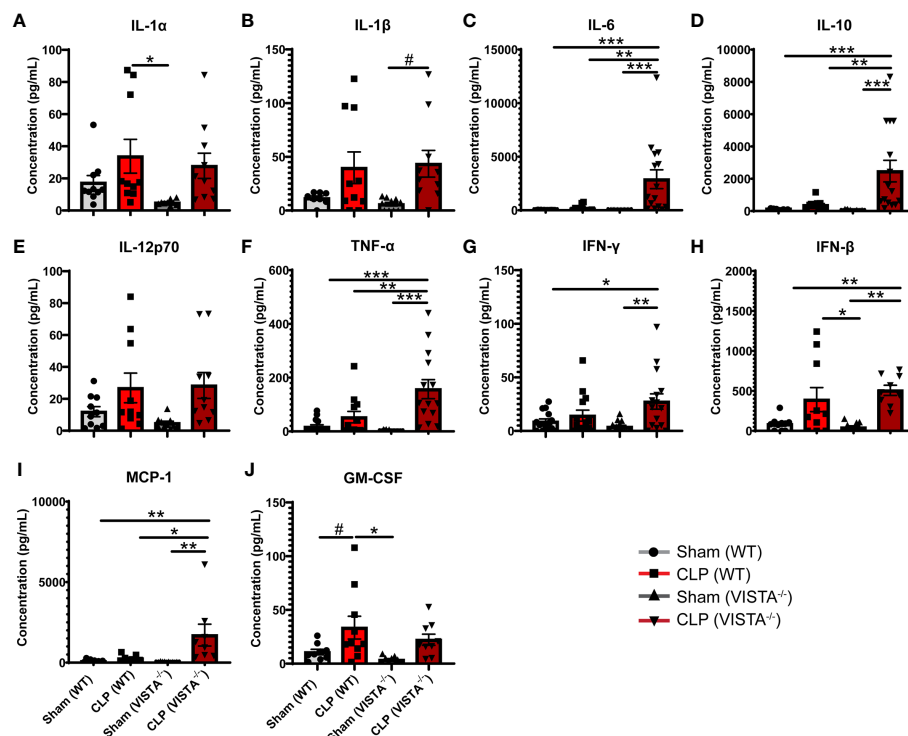 A IL-1α
B IL-1β
C IL-6
D IL-10
Concentration (pg/mL)
100
80
60
40
20
0
*
Concentration (pg/mL)
150
100
50
0
#
Concentration (pg/mL)
15000
10000
5000
0
***
**
***
Concentration (pg/mL)
10000
8000
6000
4000
2000
0
***
**
***
E IL-12p70
F TNF-α
G IFN-γ
H IFN-β
Concentration (pg/mL)
100
80
60
40
20
0
Concentration (pg/mL)
600
400
200
0
***
**
***
Concentration (pg/mL)
150
100
50
0
*
**
Concentration (pg/mL)
2000
1500
1000
500
0
**
**
*
I MCP-1
J GM-CSF
Concentration (pg/mL)
10000
5000
0
**
*
**
Sham (WT)
CLP (WT)
Sham (VISTA-/-)
CLP (VISTA-/-)
Concentration (pg/mL)
150
100
50
0
#
*
Sham (WT)
CLP (WT)
Sham (VISTA-/-)
CLP (VISTA-/-)
Sham (WT)
CLP (WT)
Sham (VISTA-/-)
CLP (VISTA-/-)